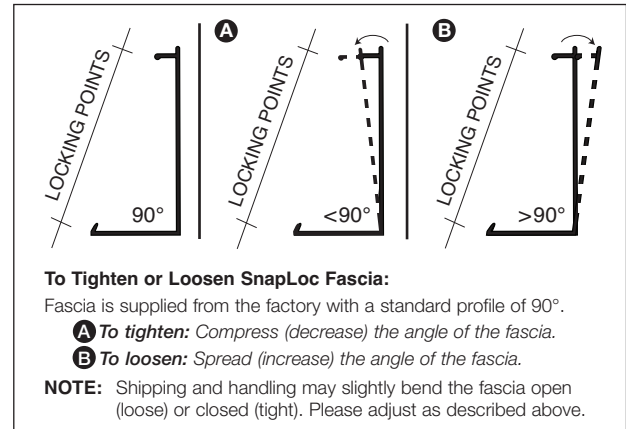 A
B
LOCKING POINTS
90°
LOCKING POINTS
<90°
LOCKING POINTS
>90°
To Tighten or Loosen SnapLoc Fascia:
Fascia is supplied from the factory with a standard profile of 90°.
A To tighten: Compress (decrease) the angle of the fascia.
B To loosen: Spread (increase) the angle of the fascia.
NOTE: Shipping and handling may slightly bend the fascia open
(loose) or closed (tight). Please adjust as described above.